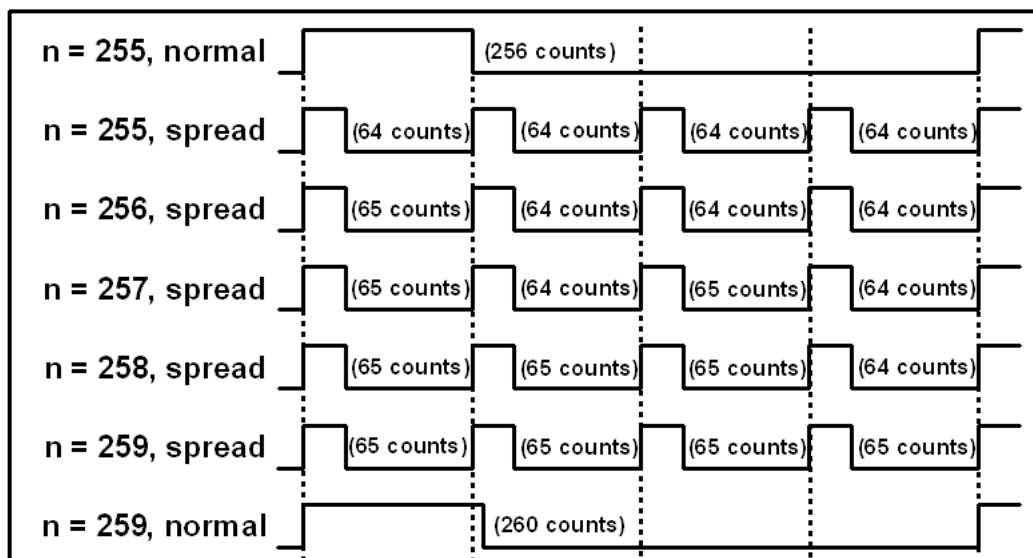 n = 255, normal (256 counts)
n = 255, spread (64 counts) (64 counts) (64 counts) (64 counts)
n = 256, spread (65 counts) (64 counts) (64 counts) (64 counts)
n = 257, spread (65 counts) (64 counts) (65 counts) (64 counts)
n = 258, spread (65 counts) (65 counts) (65 counts) (64 counts)
n = 259, spread (65 counts) (65 counts) (65 counts) (65 counts)
n = 259, normal (260 counts)